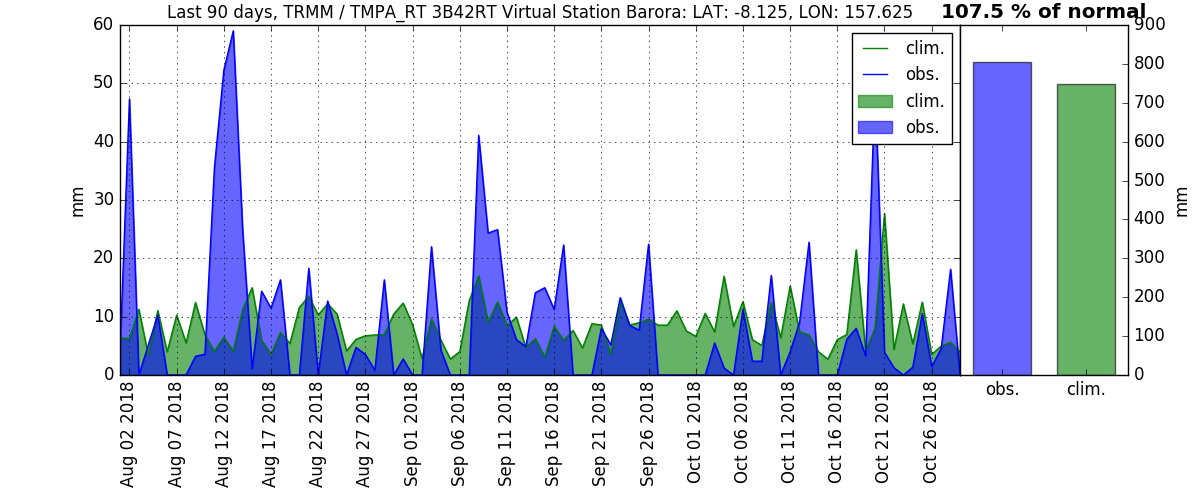 Last 90 days, TRMM / TMPA_RT 3B42RT Virtual Station Barora: LAT: -8.125, LON: 157.625
107.5 % of normal
60
50
40
30
20
10
0
mm
clim.
obs.
clim.
obs.
900
800
700
600
500
400
300
200
100
0
mm
obs.
clim.
Aug 02 2018
Aug 07 2018
Aug 12 2018
Aug 17 2018
Aug 22 2018
Aug 27 2018
Sep 01 2018
Sep 06 2018
Sep 11 2018
Sep 16 2018
Sep 21 2018
Sep 26 2018
Oct 01 2018
Oct 06 2018
Oct 11 2018
Oct 16 2018
Oct 21 2018
Oct 26 2018